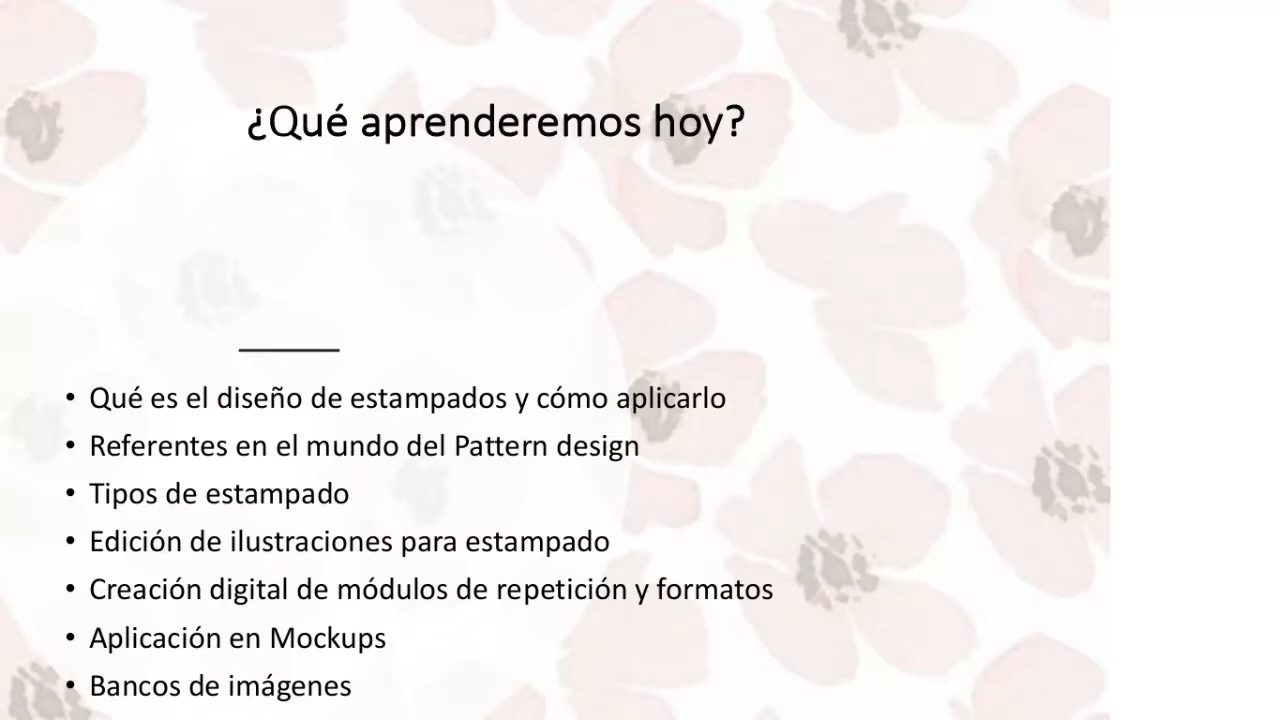 ¿Qué aprenderemos hoy?
• Qué es el diseño de estampados y cómo aplicarlo
• Referentes en el mundo del Pattern design
• Tipos de estampado
• Edición de ilustraciones para estampado
• Creación digital de módulos de repetición y formatos
• Aplicación en Mockups
• Bancos de imágenes